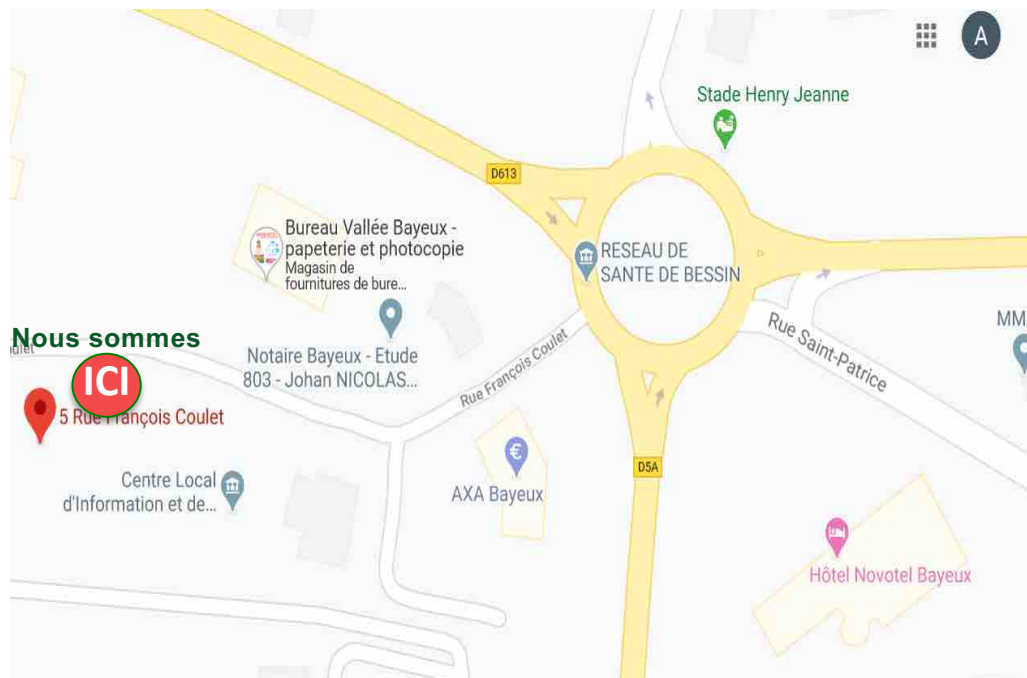 A
Stade Henry Jeanne
D613
Bureau Vallée Bayeux -
papeterie et photocopie
Magasin de
fournitures de bure...
RESEAU DE
SANTE DE BESSIN
Rue Saint-Patrice
MM
Nous sommes
ICI
Notaire Bayeux - Etude
803 - Johan NICOLAS...
Rue François Coulet
5 Rue François Coulet
AXA Bayeux
D5A
Centre Local
d'Information et de...
Hôtel Novotel Bayeux